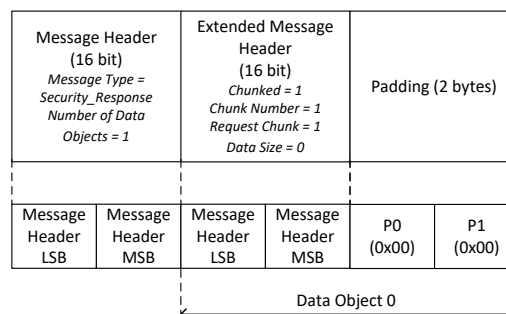 Message Header
(16 bit)
Message Type =
Security_Response
Number of Data
Objects = 1
Extended Message
Header
(16 bit)
Chunked = 1
Chunk Number = 1
Request Chunk = 1
Data Size = 0
Padding (2 bytes)
Message
Header
LSB
Message
Header
MSB
Message
Header
LSB
Message
Header
MSB
P0
(0x00)
P1
(0x00)
Data Object 0